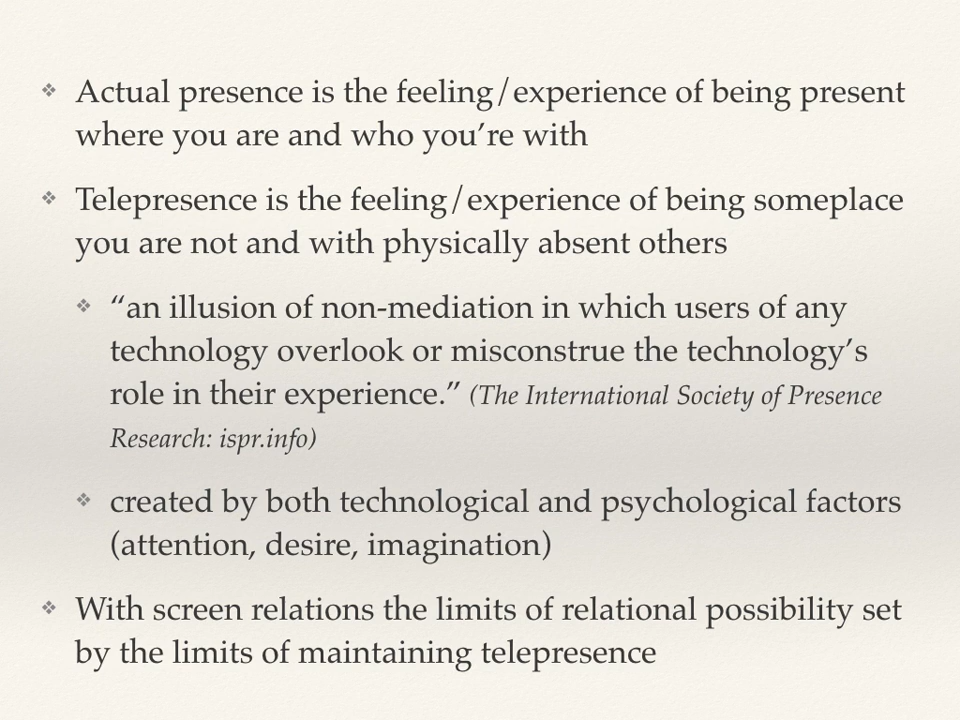 Actual presence is the feeling/experience of being present
where you are and who you’re with
Telepresence is the feeling/experience of being someplace
you are not and with physically absent others
“an illusion of non-mediation in which users of any
technology overlook or misconstrue the technology’s
role in their experience.” (The International Society of Presence
Research: ispr.info)
created by both technological and psychological factors
(attention, desire, imagination)
With screen relations the limits of relational possibility set
by the limits of maintaining telepresence